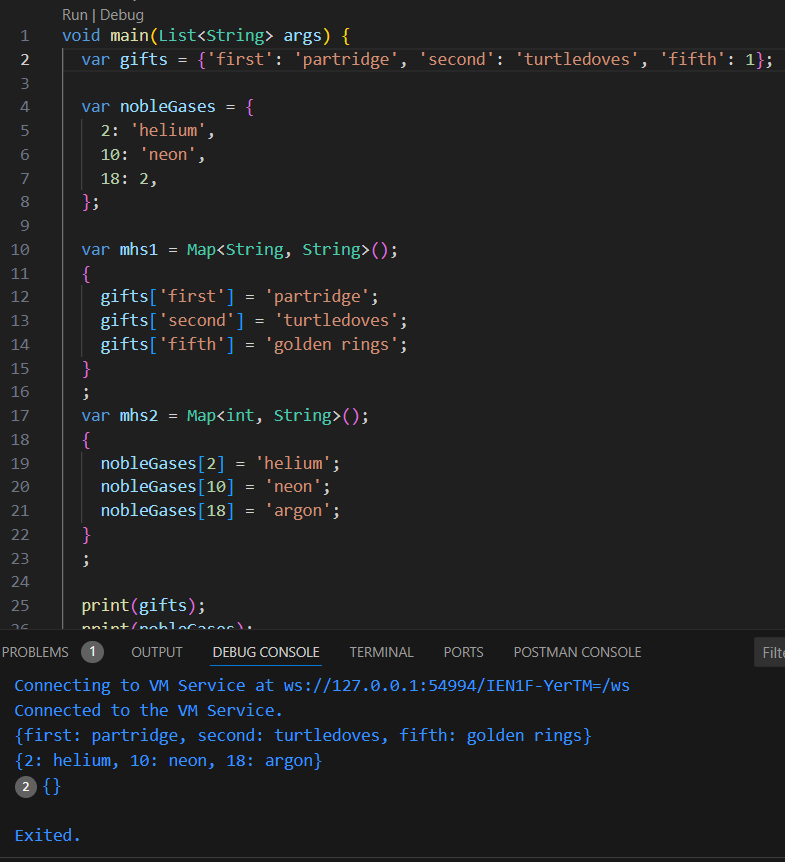 Run | Debug
1 void main(List<String> args) {
2 var gifts = {'first': 'partridge', 'second': 'turtledoves', 'fifth': 1};
3
4 var nobleGases = {
5 2: 'helium',
6 10: 'neon',
7 18: 2,
8 };
9
10 var mhs1 = Map<String, String>();
11 {
12 gifts['first'] = 'partridge';
13 gifts['second'] = 'turtledoves';
14 gifts['fifth'] = 'golden rings';
15 }
16 ;
17 var mhs2 = Map<int, String>();
18 {
19 nobleGases[2] = 'helium';
20 nobleGases[10] = 'neon';
21 nobleGases[18] = 'argon';
22 }
23 ;
24
25 print(gifts);
26 print(nobleGases);
PROBLEMS 1 OUTPUT DEBUG CONSOLE TERMINAL PORTS POSTMAN CONSOLE Filte
Connecting to VM Service at ws://127.0.0.1:54994/IEN1F-YerTM=/ws
Connected to the VM Service.
{first: partridge, second: turtledoves, fifth: golden rings}
{2: helium, 10: neon, 18: argon}
2 {}
Exited.